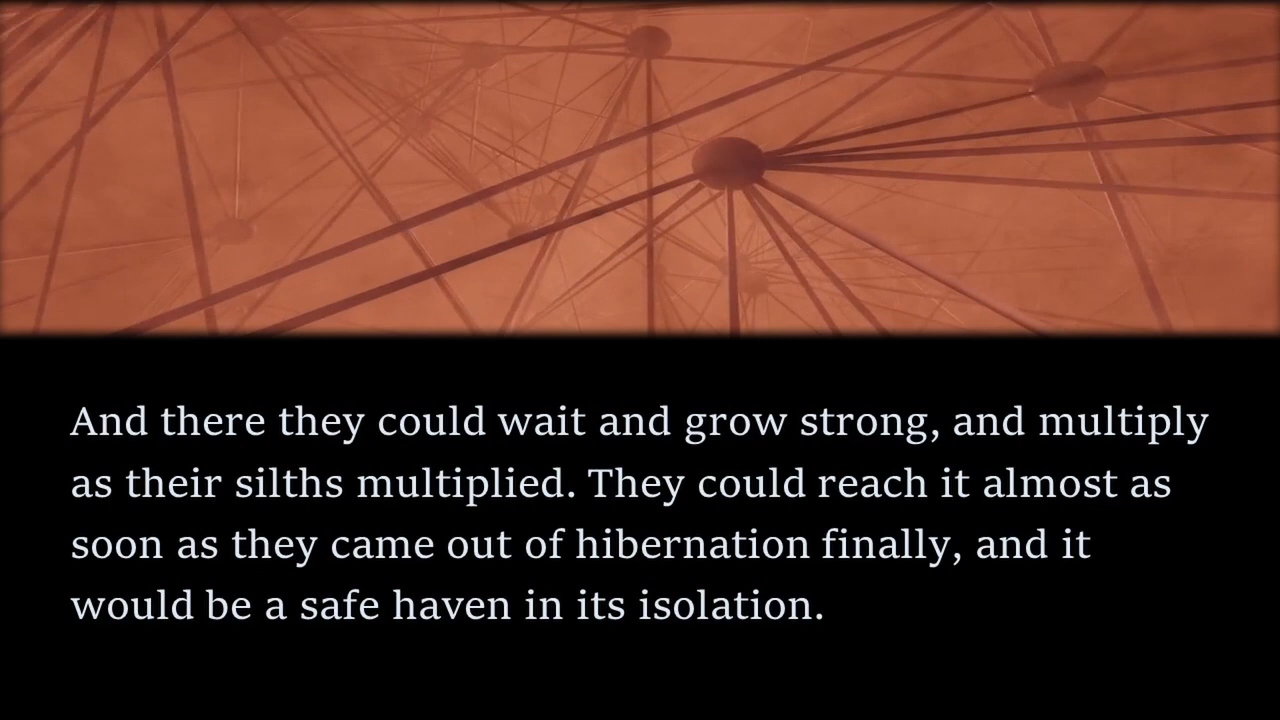 And there they could wait and grow strong, and multiply
as their silths multiplied. They could reach it almost as
soon as they came out of hibernation finally, and it
would be a safe haven in its isolation.